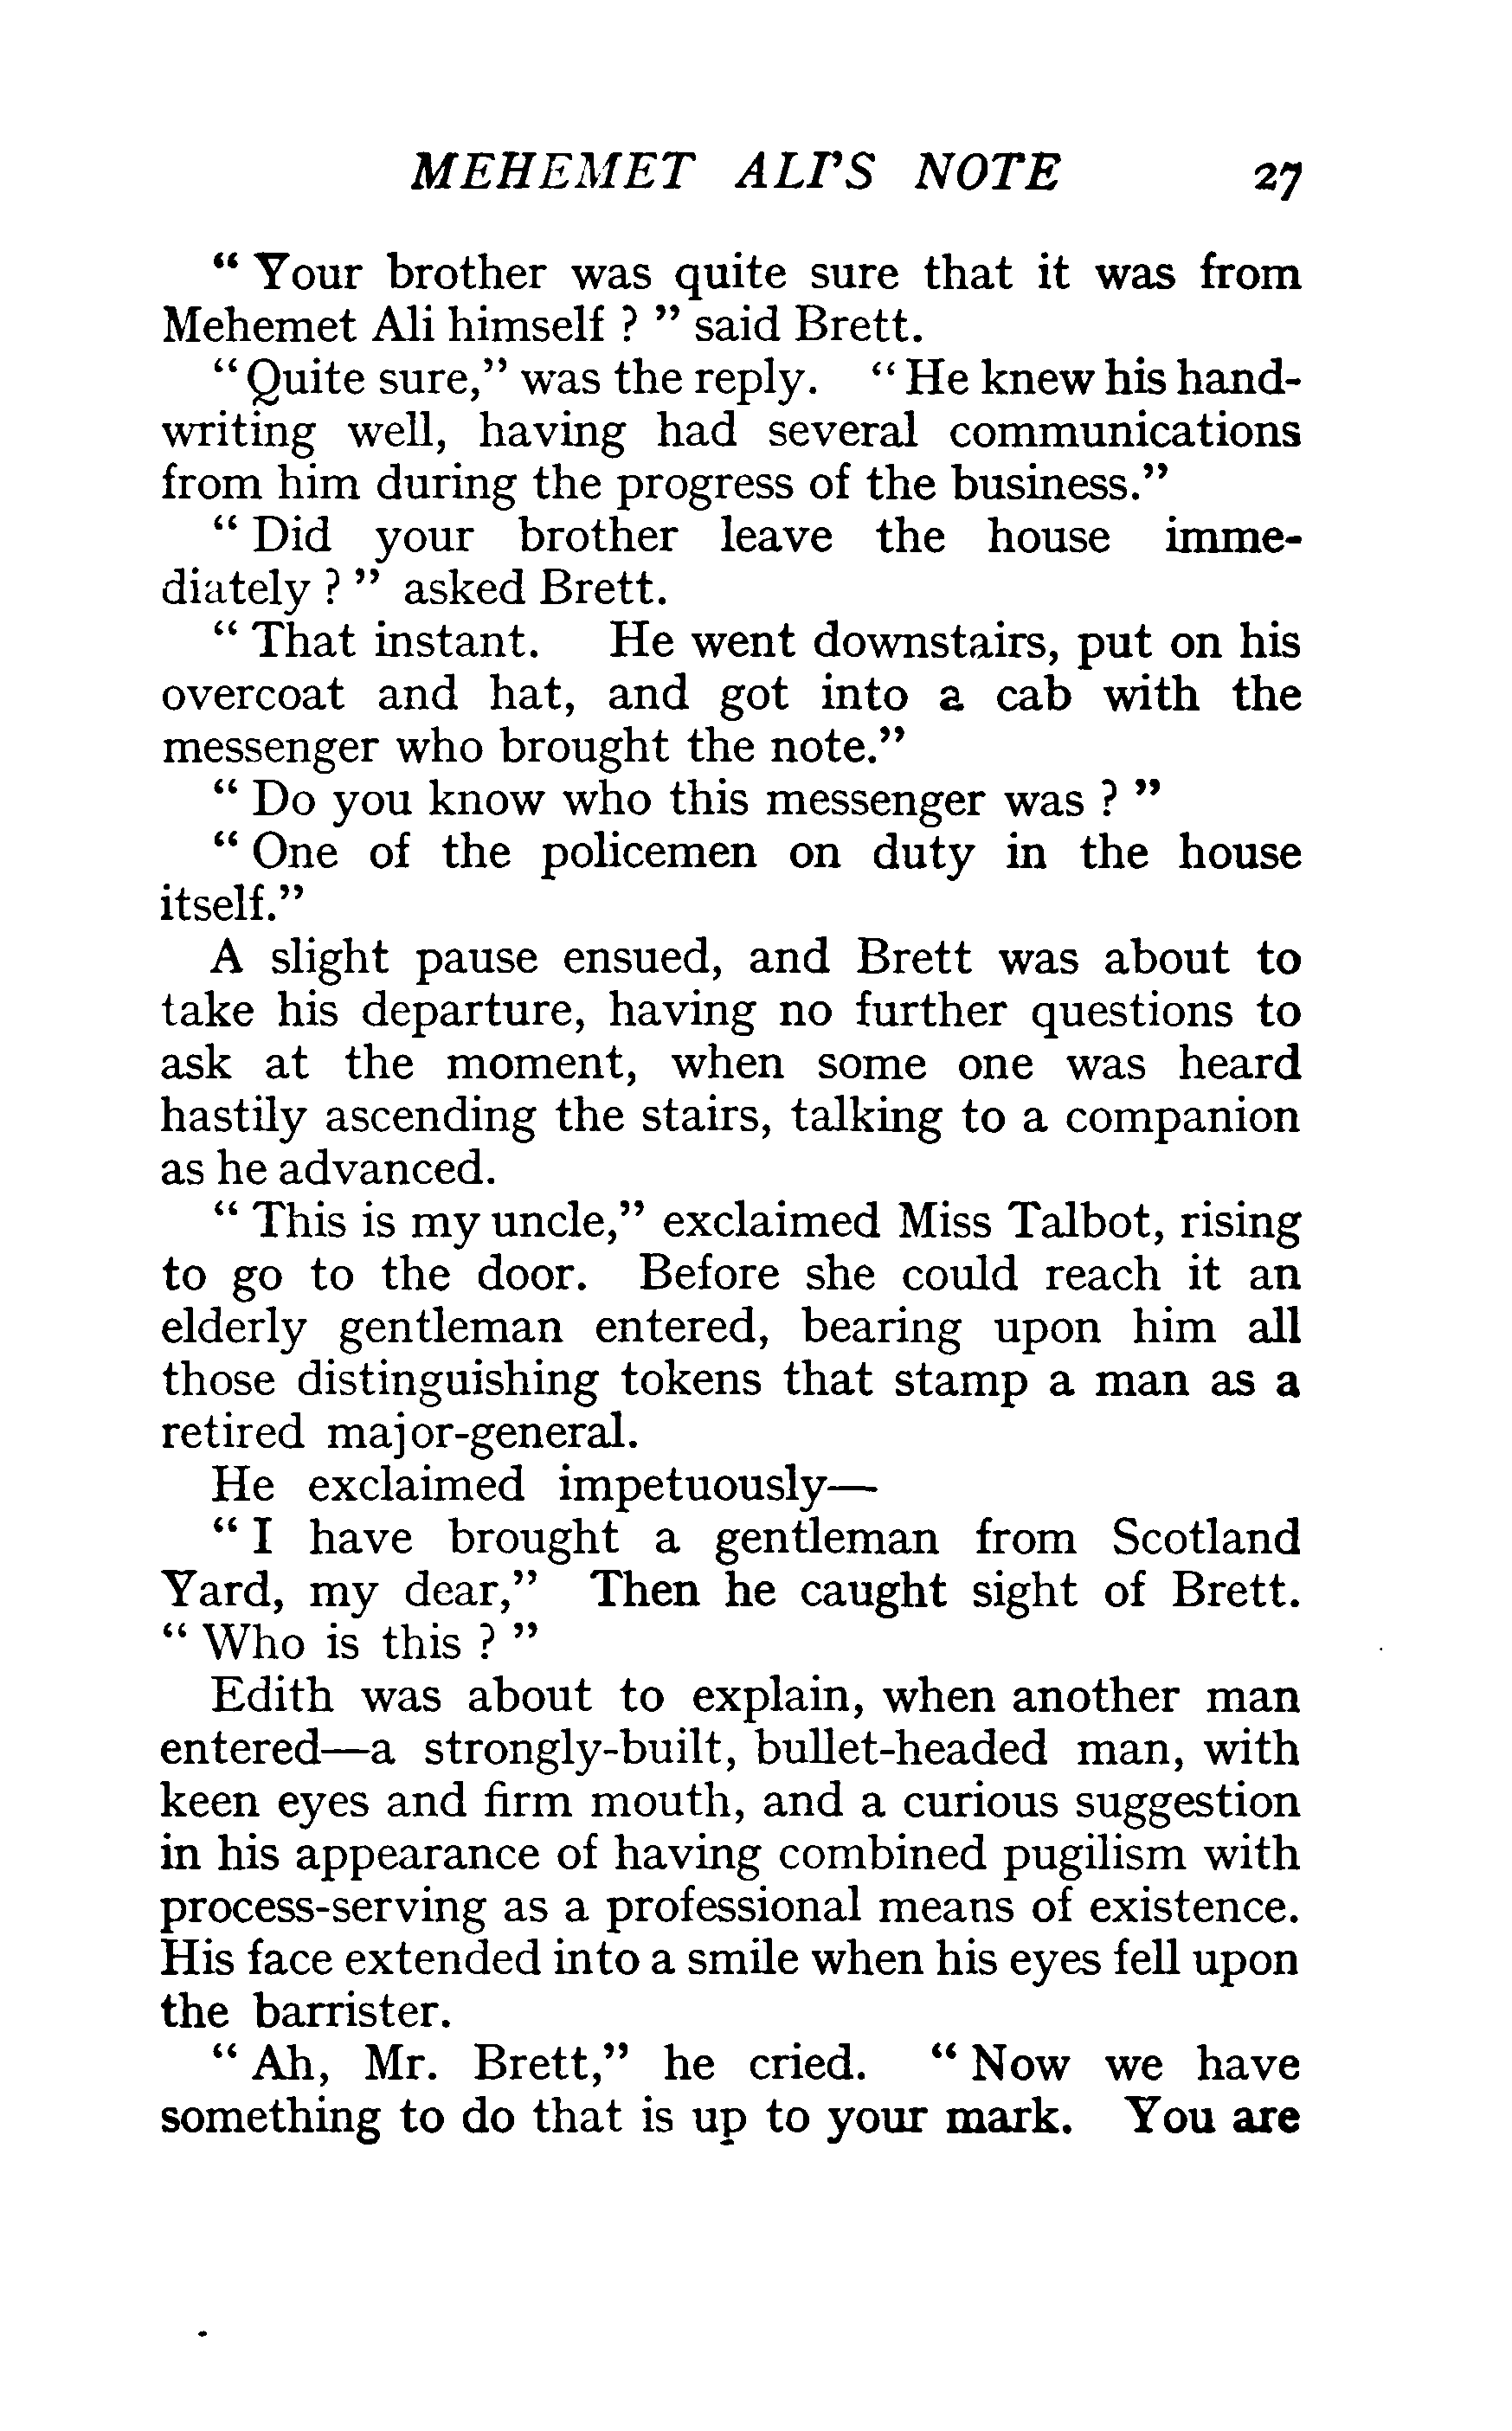 MEHEMET ALI'S NOTE 27
“ Your brother was quite sure that it was from
Mehemet Ali himself ? ” said Brett.
“ Quite sure,” was the reply. “ He knew his hand-
writing well, having had several communications
from him during the progress of the business.”
“ Did your brother leave the house imme-
diately ? ” asked Brett.
“ That instant. He went downstairs, put on his
overcoat and hat, and got into a cab with the
messenger who brought the note.”
“ Do you know who this messenger was ? ”
“ One of the policemen on duty in the house
itself.”
A slight pause ensued, and Brett was about to
take his departure, having no further questions to
ask at the moment, when some one was heard
hastily ascending the stairs, talking to a companion
as he advanced.
“ This is my uncle,” exclaimed Miss Talbot, rising
to go to the door. Before she could reach it an
elderly gentleman entered, bearing upon him all
those distinguishing tokens that stamp a man as a
retired major-general.
He exclaimed impetuously—
“ I have brought a gentleman from Scotland
Yard, my dear,” Then he caught sight of Brett.
“ Who is this ? ”
Edith was about to explain, when another man
entered—a strongly-built, bullet-headed man, with
keen eyes and firm mouth, and a curious suggestion
in his appearance of having combined pugilism with
process-serving as a professional means of existence.
His face extended into a smile when his eyes fell upon
the barrister.
“ Ah, Mr. Brett,” he cried. “ Now we have
something to do that is up to your mark. You are